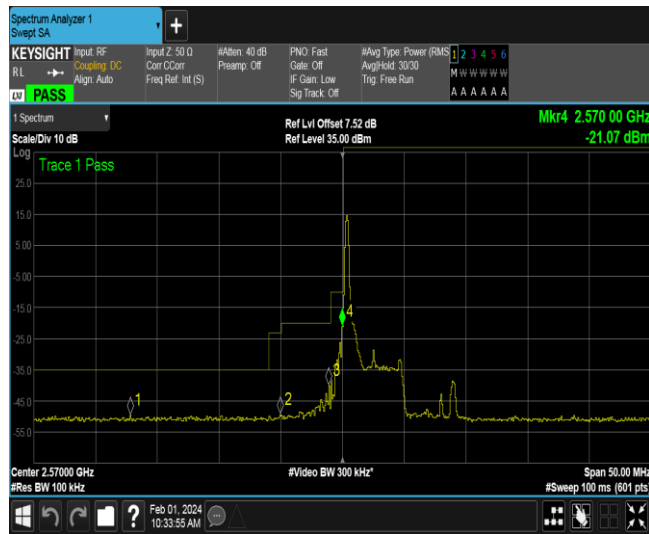 Spectrum Analyzer 1
Swept SA
+
KEYSIGHT Input: RF Input Z: 50 Ω #Atten: 40 dB PNO: Fast #Avg Type: Power (RMS 1 2 3 4 5 6
RL Coupling: DC Corr CCorr Preamp: Off Gate: Off Avg|Hold: 30/30 M W W W W W
Align: Auto Freq Ref: Int (S) IF Gain: Low Trig: Free Run
LXI PASS Sig Track: Off A A A A A A
1 Spectrum Ref Lvl Offset 7.52 dB Mkr4 2.570 00 GHz
Scale/Div 10 dB Ref Level 35.00 dBm -21.07 dBm
Log
Trace 1 Pass
25.0
15.0
5.00
-5.00
-15.0
4
-25.0
-35.0
3
-45.0
1
2
-55.0
Center 2.57000 GHz #Video BW 300 kHz* Span 50.00 MHz
#Res BW 100 kHz #Sweep 100 ms (601 pts)
? Feb 01, 2024
10:33:55 AM